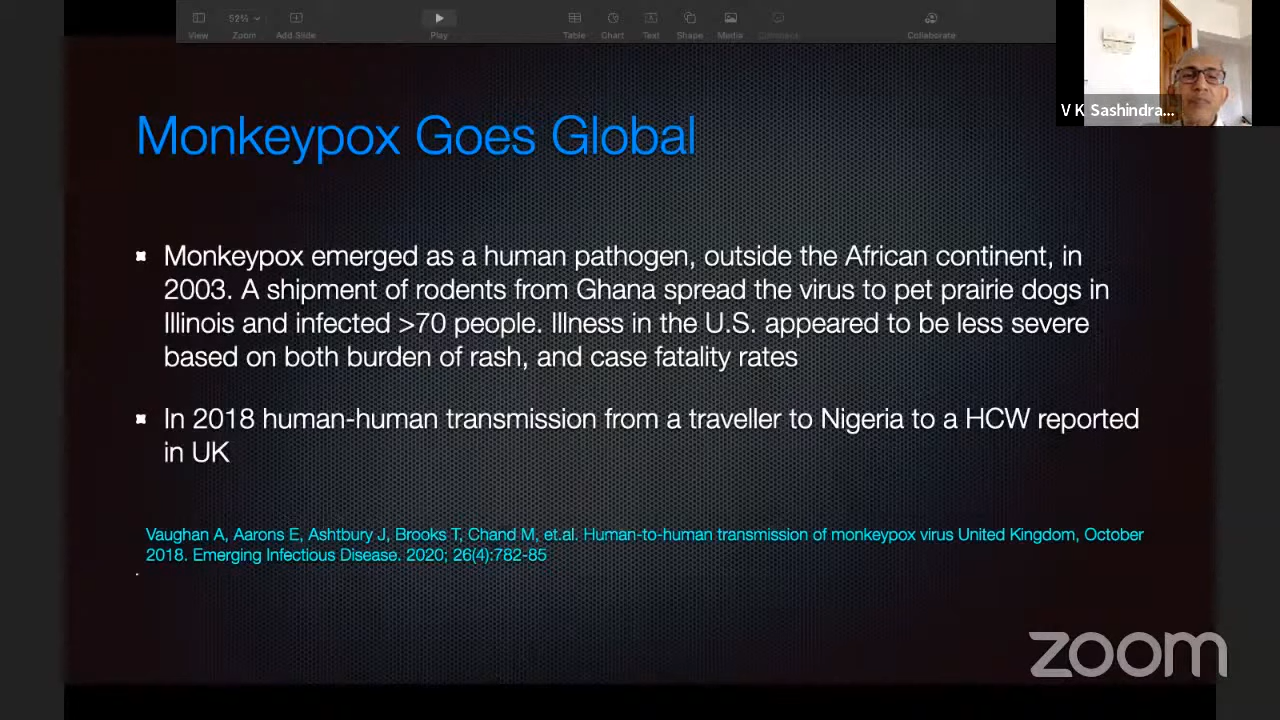 52%
View
Zoom
Add Slide
Play
Table
Chart
Text
Shape
Media
Comment
Collaborate
V K Sashindra...
Monkeypox Goes Global
Monkeypox emerged as a human pathogen, outside the African continent, in
2003. A shipment of rodents from Ghana spread the virus to pet prairie dogs in
Illinois and infected >70 people. Illness in the U.S. appeared to be less severe
based on both burden of rash, and case fatality rates
In 2018 human-human transmission from a traveller to Nigeria to a HCW reported
in UK
Vaughan A, Aarons E, Ashtbury J, Brooks T, Chand M, et.al. Human-to-human transmission of monkeypox virus United Kingdom, October
2018. Emerging Infectious Disease. 2020; 26(4):782-85
zoom